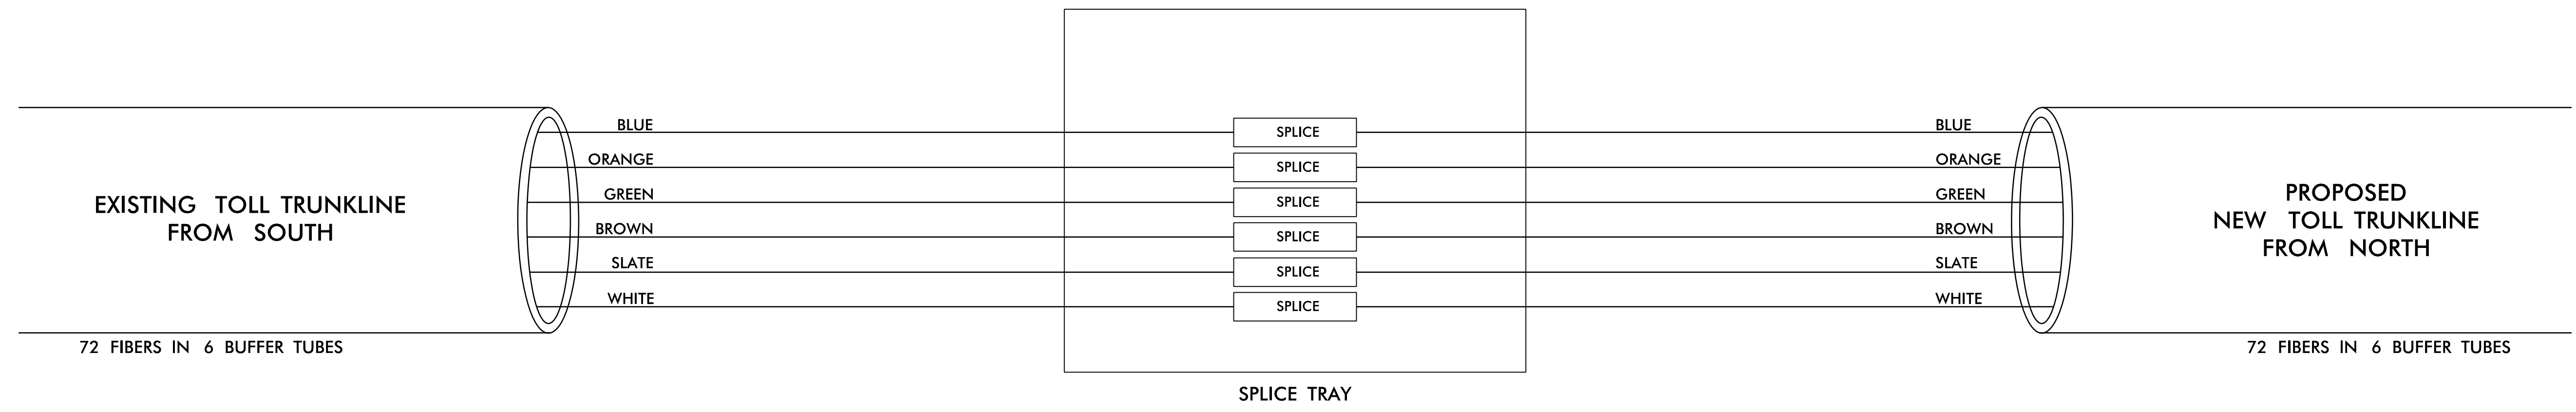 BLUE
ORANGE
GREEN
BROWN
SLATE
WHITE
EXISTING TOLL TRUNKLINE
FROM SOUTH
72 FIBERS IN 6 BUFFER TUBES
SPLICE
SPLICE
SPLICE
SPLICE
SPLICE
SPLICE
SPLICE TRAY
BLUE
ORANGE
GREEN
BROWN
SLATE
WHITE
PROPOSED
NEW TOLL TRUNKLINE
FROM NORTH
72 FIBERS IN 6 BUFFER TUBES